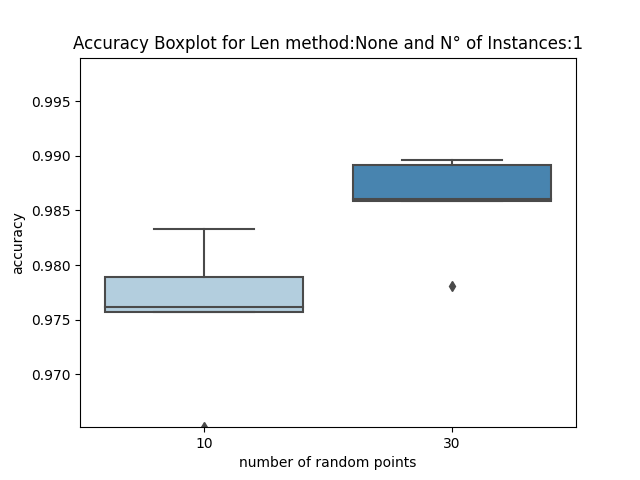 Accuracy Boxplot for Len method:None and N° of Instances:1
0.995
0.990
0.985
0.980
0.975
0.970
accuracy
10 30
number of random points